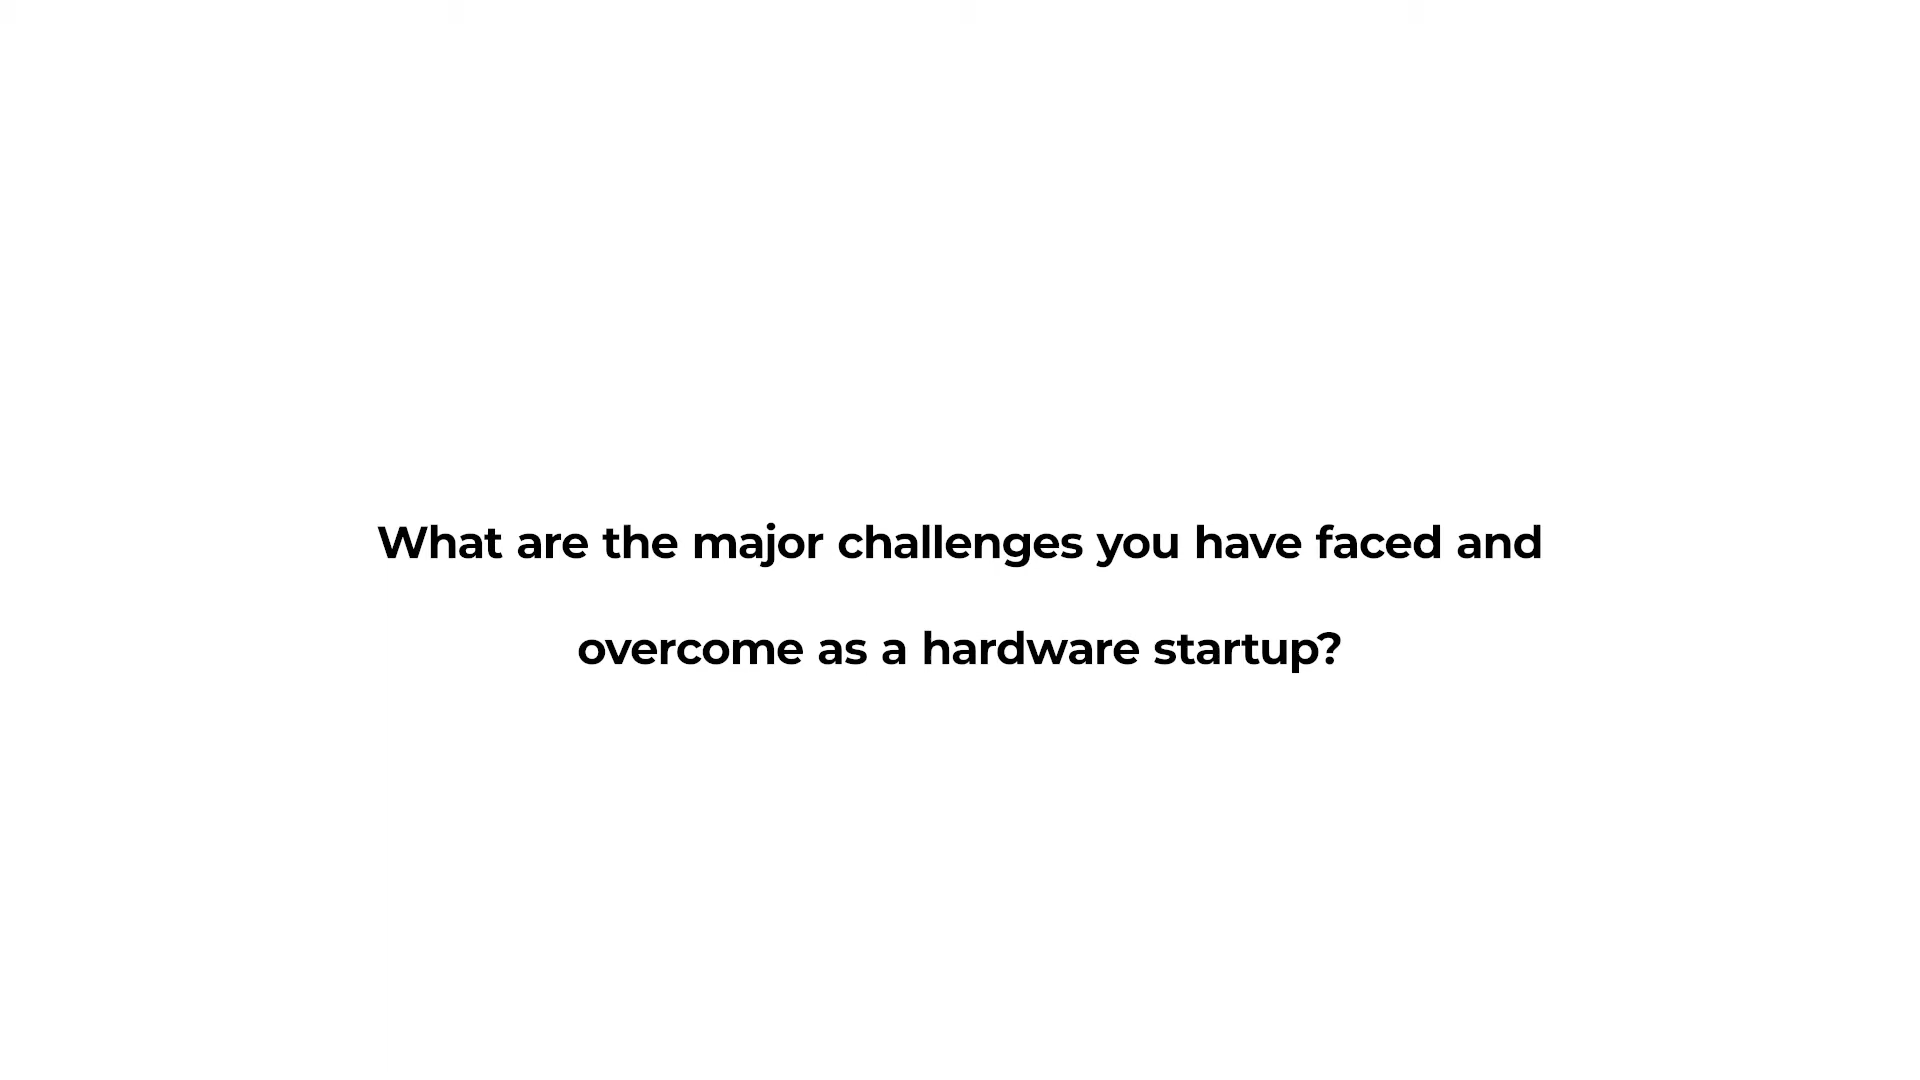 What are the major challenges you have faced and
overcome as a hardware startup?